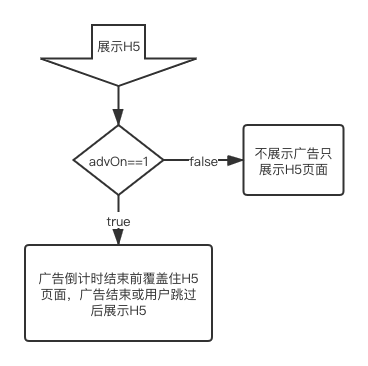 展示H5
advOn==1
false
不展示广告只
展示H5页面
true
广告倒计时结束前覆盖住H5
页面，广告结束或用户跳过
后展示H5